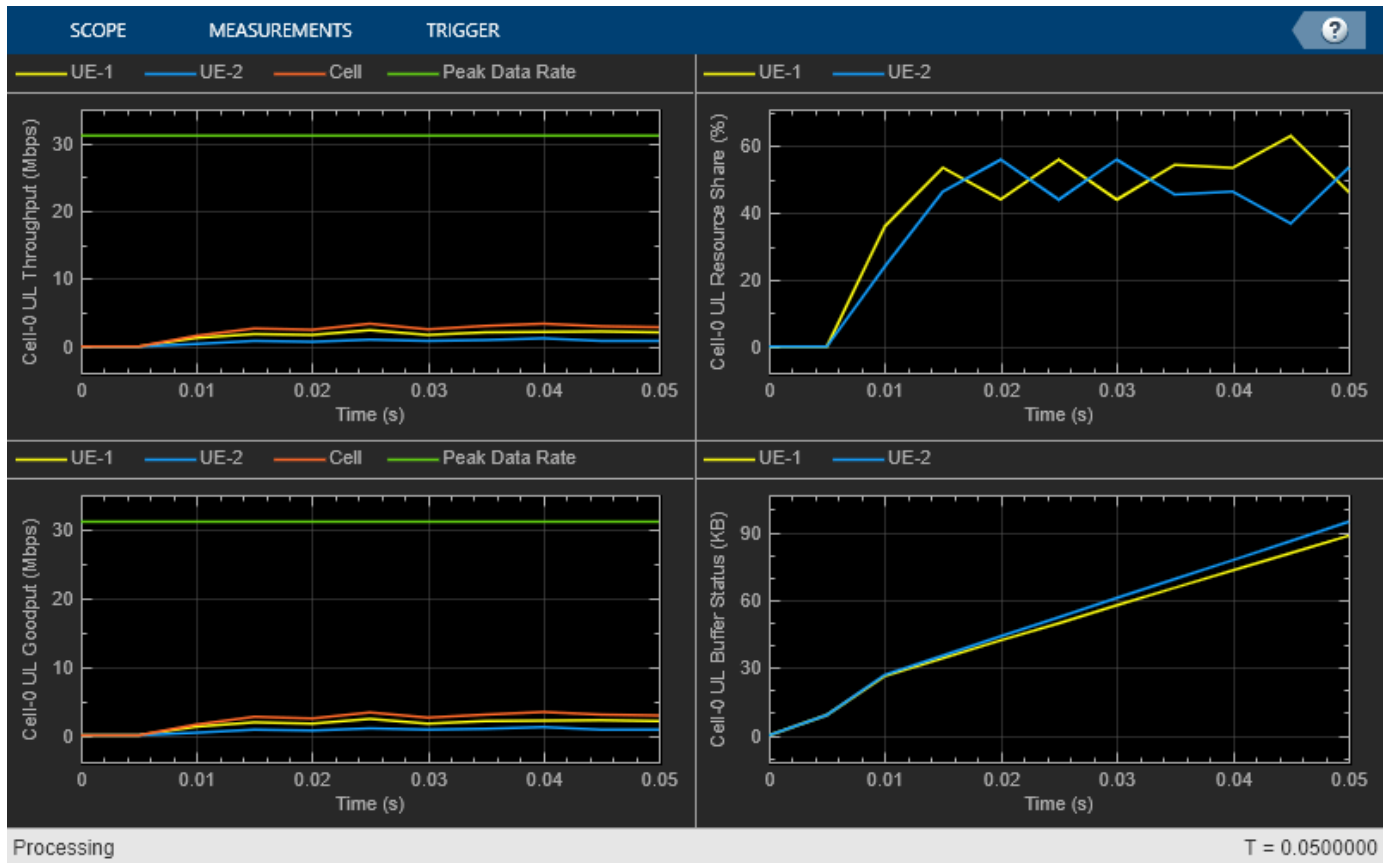 SCOPE MEASUREMENTS TRIGGER ?
UE-1 UE-2 Cell Peak Data Rate
Cell-0 UL Throughput (Mbps)
30
20
10
0
0 0.01 0.02 0.03 0.04 0.05
Time (s)
UE-1 UE-2
Cell-0 UL Resource Share (%)
60
40
20
0
0 0.01 0.02 0.03 0.04 0.05
Time (s)
UE-1 UE-2 Cell Peak Data Rate
Cell-0 UL Goodput (Mbps)
30
20
10
0
0 0.01 0.02 0.03 0.04 0.05
Time (s)
UE-1 UE-2
Cell-0 UL Buffer Status (KB)
90
60
30
0
0 0.01 0.02 0.03 0.04 0.05
Time (s)
Processing T = 0.0500000